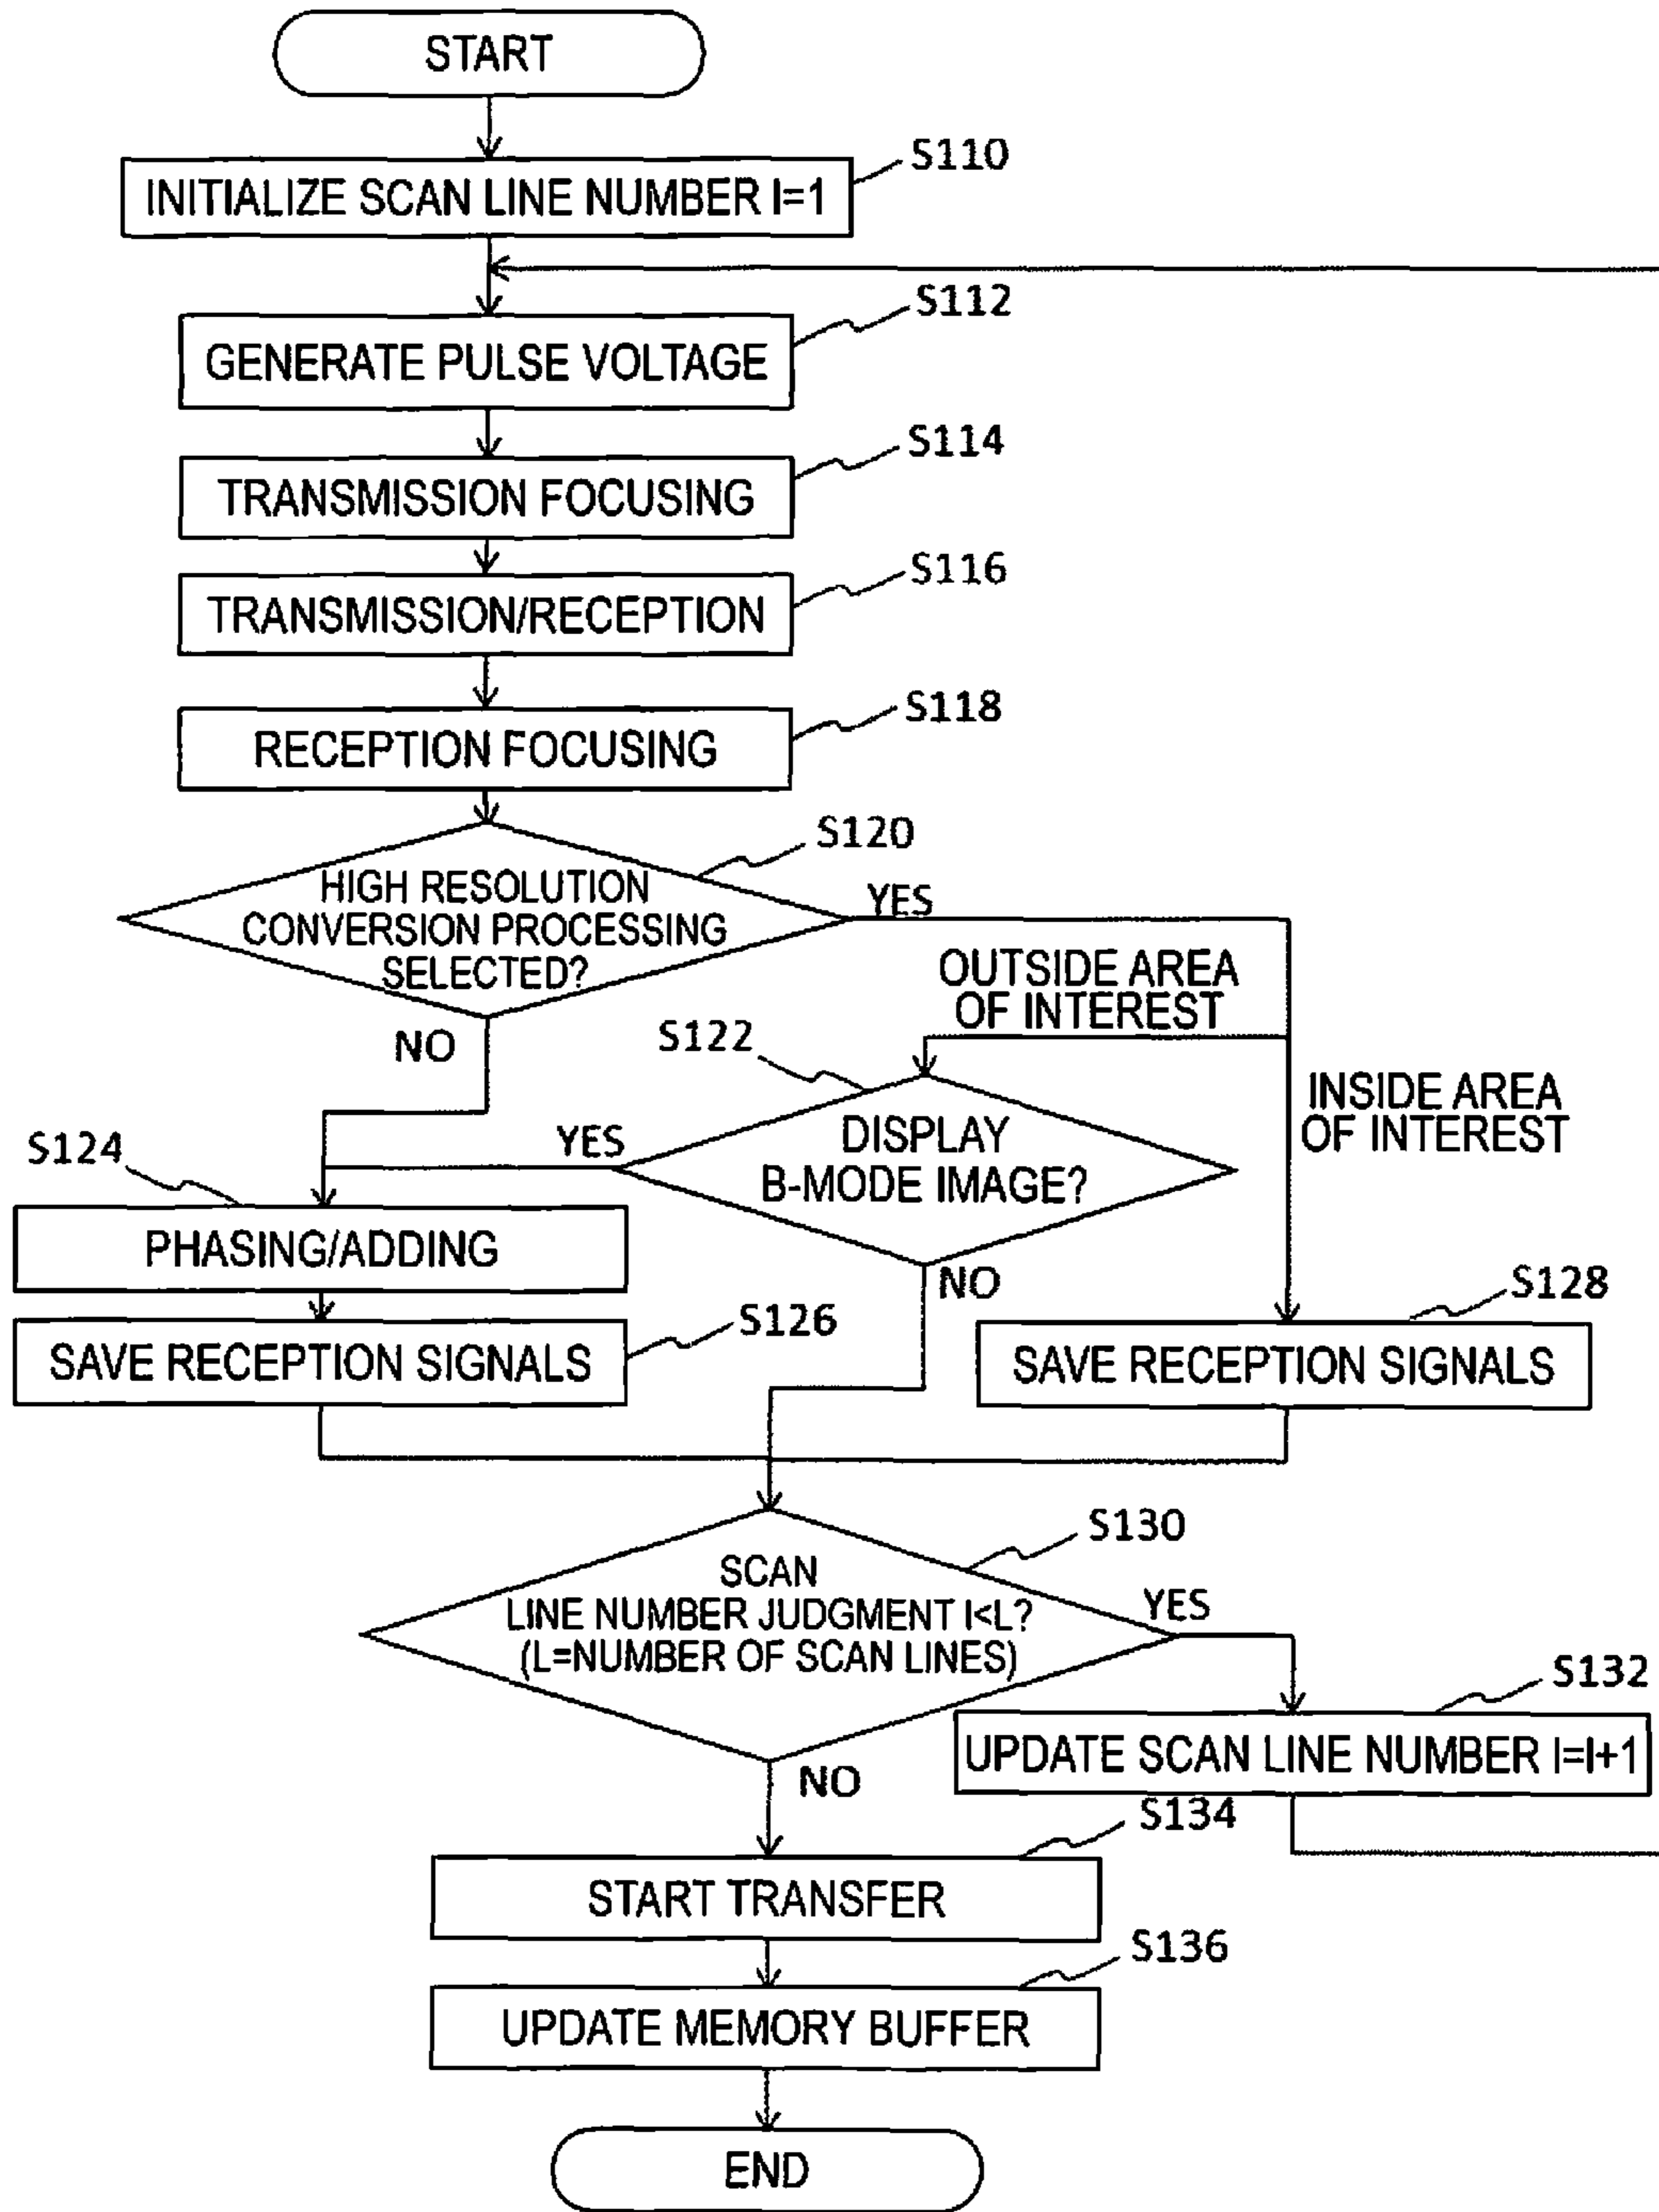 START
S110
INITIALIZE SCAN LINE NUMBER l=1
S112
GENERATE PULSE VOLTAGE
S114
TRANSMISSION FOCUSING
S116
TRANSMISSION/RECEPTION
S118
RECEPTION FOCUSING
S120
HIGH RESOLUTION
CONVERSION PROCESSING
SELECTED?
YES
NO
OUTSIDE AREA
OF INTEREST
S122
INSIDE AREA
OF INTEREST
DISPLAY
B-MODE IMAGE?
YES
NO
S124
PHASING/ADDING
S126
SAVE RECEPTION SIGNALS
S128
SAVE RECEPTION SIGNALS
S130
SCAN
LINE NUMBER JUDGMENT l<L?
(L=NUMBER OF SCAN LINES)
YES
NO
S132
UPDATE SCAN LINE NUMBER l=l+1
S134
START TRANSFER
S136
UPDATE MEMORY BUFFER
END